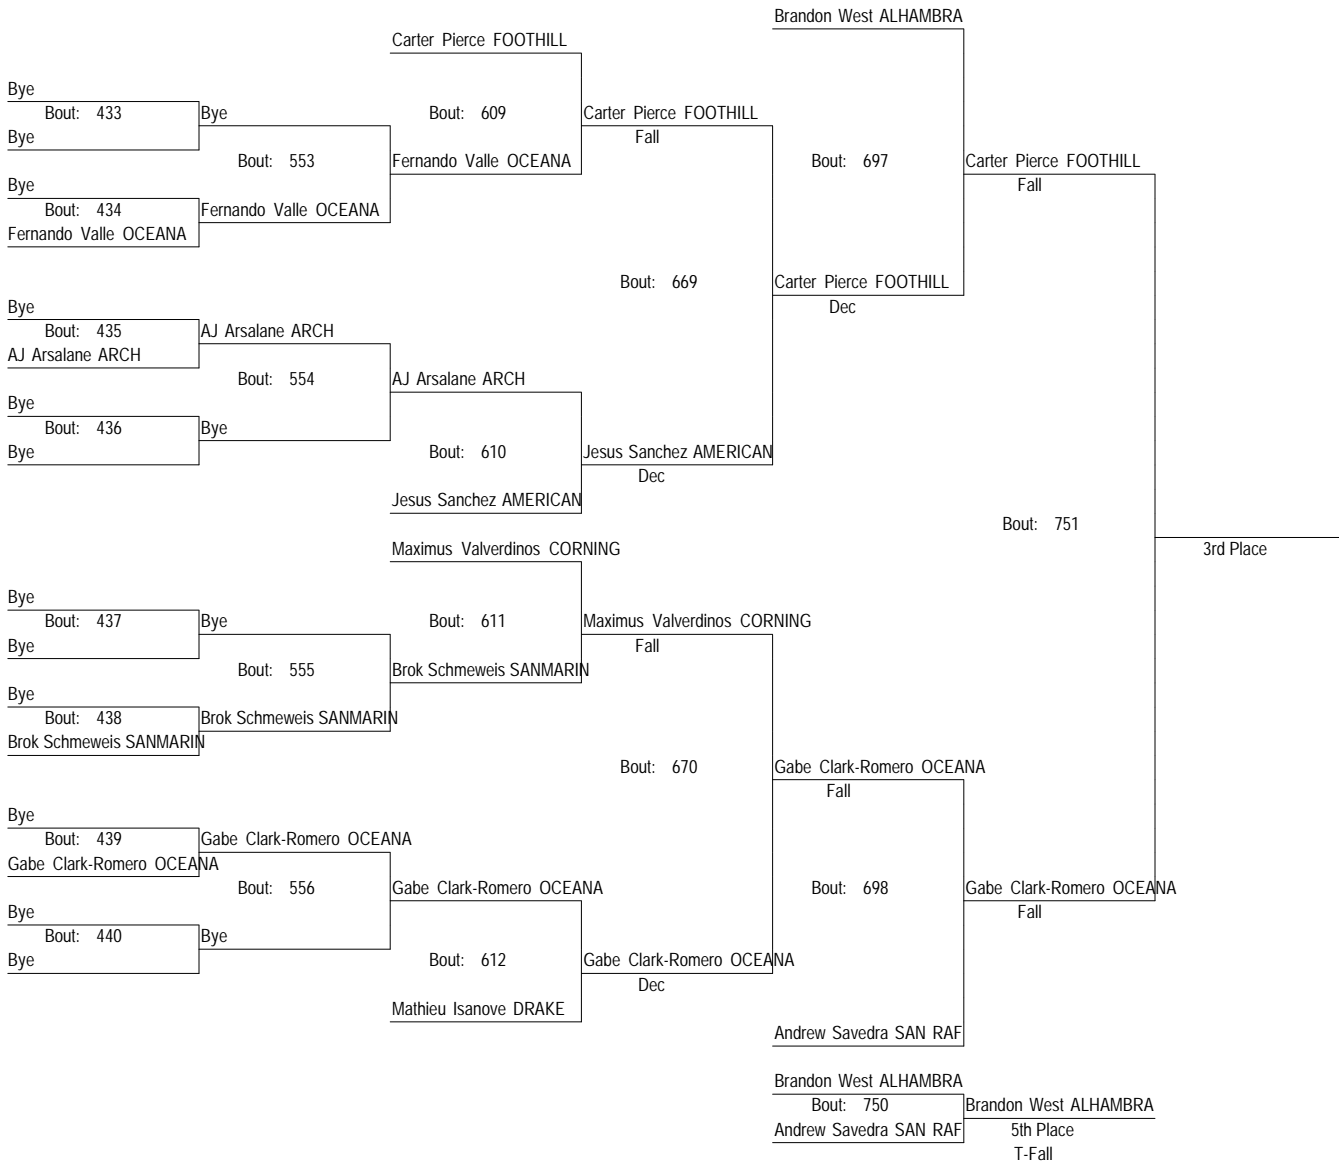 Brandon West ALHAMBRA
Carter Pierce FOOTHILL
Bye
Bout: 433
Bye
Bout: 609
Carter Pierce FOOTHILL
Bye
Fall
Bout: 553
Fernando Valle OCEANA
Bout: 697
Carter Pierce FOOTHILL
Bye
Fall
Bout: 434
Fernando Valle OCEANA
Fernando Valle OCEANA
Bout: 669
Carter Pierce FOOTHILL
Bye
Dec
Bout: 435
AJ Arsalane ARCH
AJ Arsalane ARCH
Bout: 554
AJ Arsalane ARCH
Bye
Bout: 436
Bye
Bye
Bout: 610
Jesus Sanchez AMERICAN
Dec
Jesus Sanchez AMERICAN
Bout: 751
Maximus Valverdinos CORNING
3rd Place
Bye
Bout: 437
Bye
Bout: 611
Maximus Valverdinos CORNING
Bye
Fall
Bout: 555
Brok Schmeweis SANMARIN
Bye
Bout: 438
Brok Schmeweis SANMARIN
Brok Schmeweis SANMARIN
Bout: 670
Gabe Clark-Romero OCEANA
Fall
Bye
Bout: 439
Gabe Clark-Romero OCEANA
Gabe Clark-Romero OCEANA
Bout: 556
Gabe Clark-Romero OCEANA
Bout: 698
Gabe Clark-Romero OCEANA
Bye
Fall
Bout: 440
Bye
Bye
Bout: 612
Gabe Clark-Romero OCEANA
Dec
Mathieu Isanove DRAKE
Andrew Savedra SAN RAF
Brandon West ALHAMBRA
Bout: 750
Brandon West ALHAMBRA
Andrew Savedra SAN RAF
5th Place
T-Fall